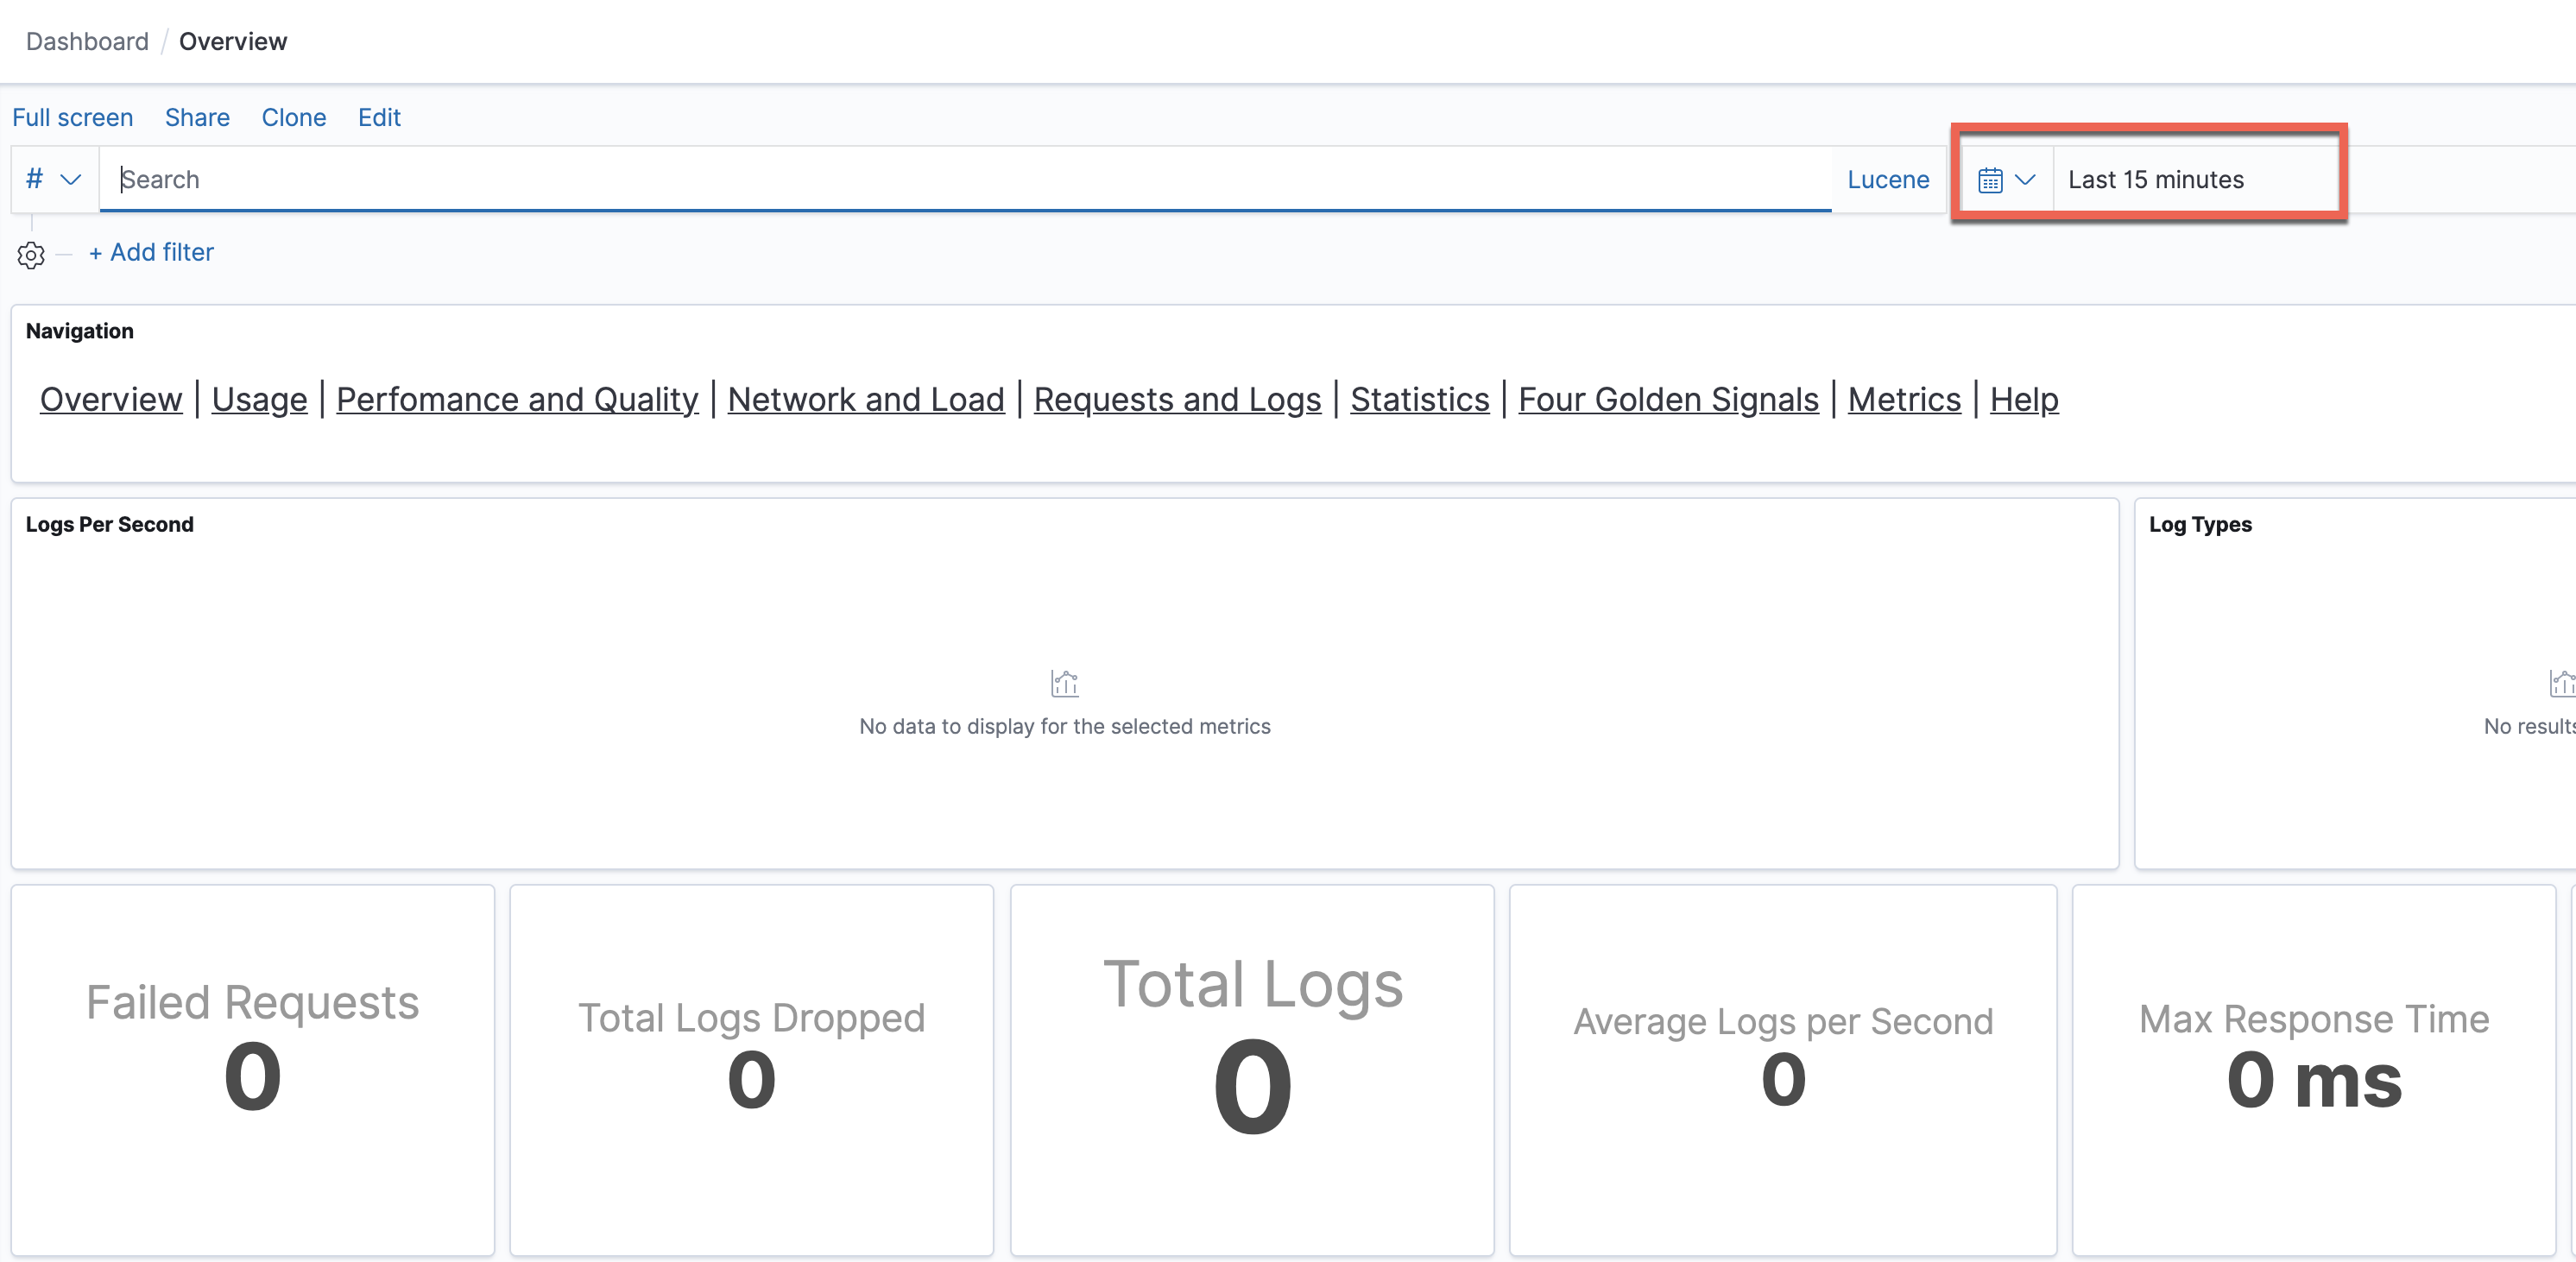 Dashboard / Overview
Full screen Share Clone Edit
# Search Lucene Last 15 minutes
+ Add filter
Navigation
Overview | Usage | Perfomance and Quality | Network and Load | Requests and Logs | Statistics | Four Golden Signals | Metrics | Help
Logs Per Second
No data to display for the selected metrics
Log Types
No results
Failed Requests
0
Total Logs Dropped
0
Total Logs
0
Average Logs per Second
0
Max Response Time
0 ms